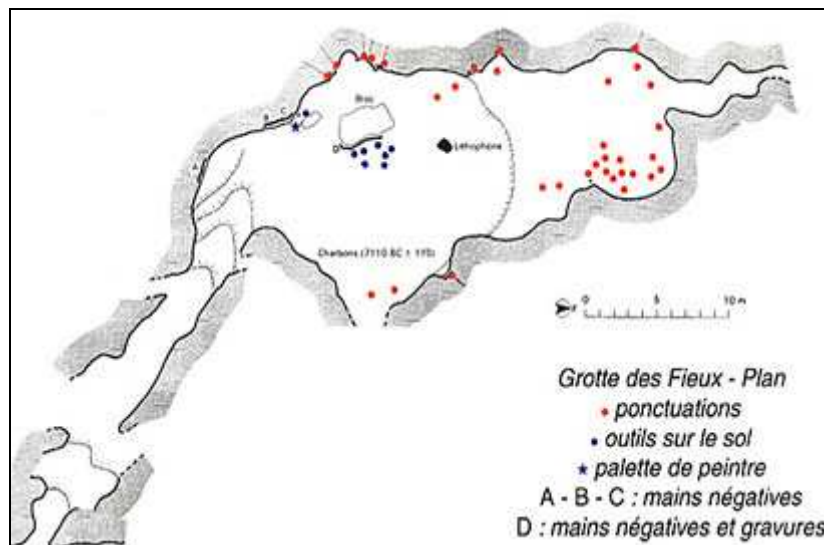 Bloc
B C
A
D
Lithophone
Charbons (7110 BC ± 170)
0 5 10 m
Grotte des Fieux - Plan
ponctuations
outils sur le sol
palette de peintre
A - B - C : mains négatives
D : mains négatives et gravures